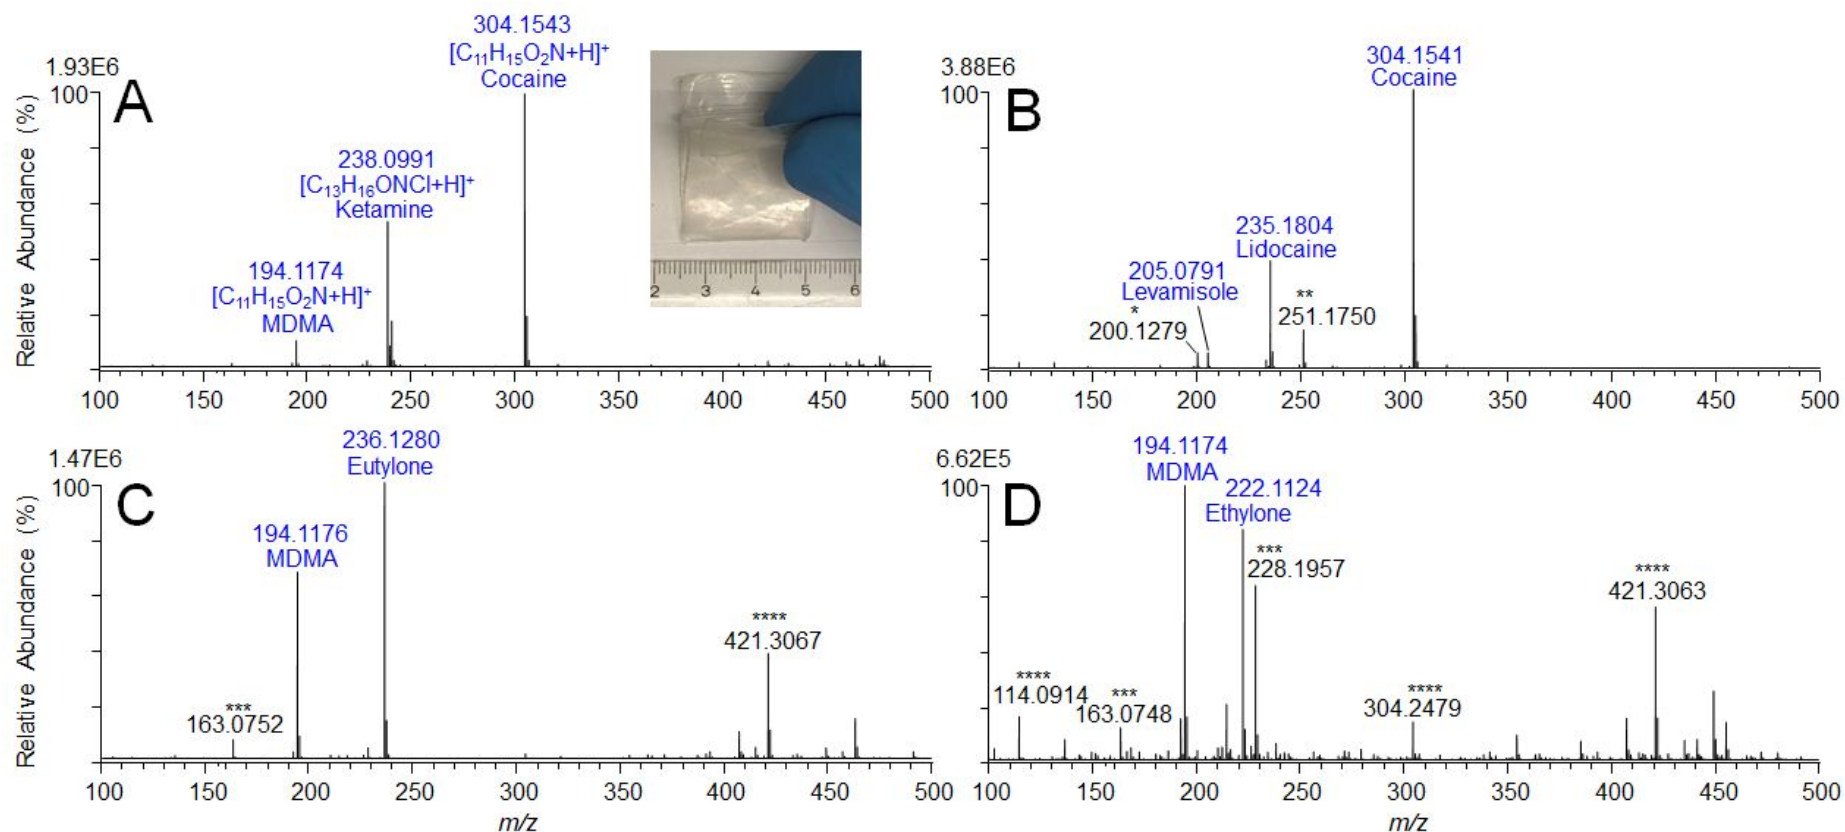 1.93E6
100
A
304.1543
[C₁₁H₁₅O₂N+H]⁺
Cocaine
238.0991
[C₁₃H₁₆ONCl+H]⁺
Ketamine
194.1174
[C₁₁H₁₅O₂N+H]⁺
MDMA
2 3 4 5 6
Relative Abundance (%)
100 150 200 250 300 350 400 450 500
3.88E6
100
B
304.1541
Cocaine
235.1804
Lidocaine
205.0791
Levamisole
*
200.1279
**
251.1750
100 150 200 250 300 350 400 450 500
1.47E6
100
C
236.1280
Eutylone
194.1176
MDMA
***
163.0752
****
421.3067
Relative Abundance (%)
100 150 200 250 300 350 400 450 500
m/z
6.62E5
100
D
194.1174
MDMA
222.1124
Ethylone
***
228.1957
****
421.3063
****
114.0914
***
163.0748
****
304.2479
100 150 200 250 300 350 400 450 500
m/z